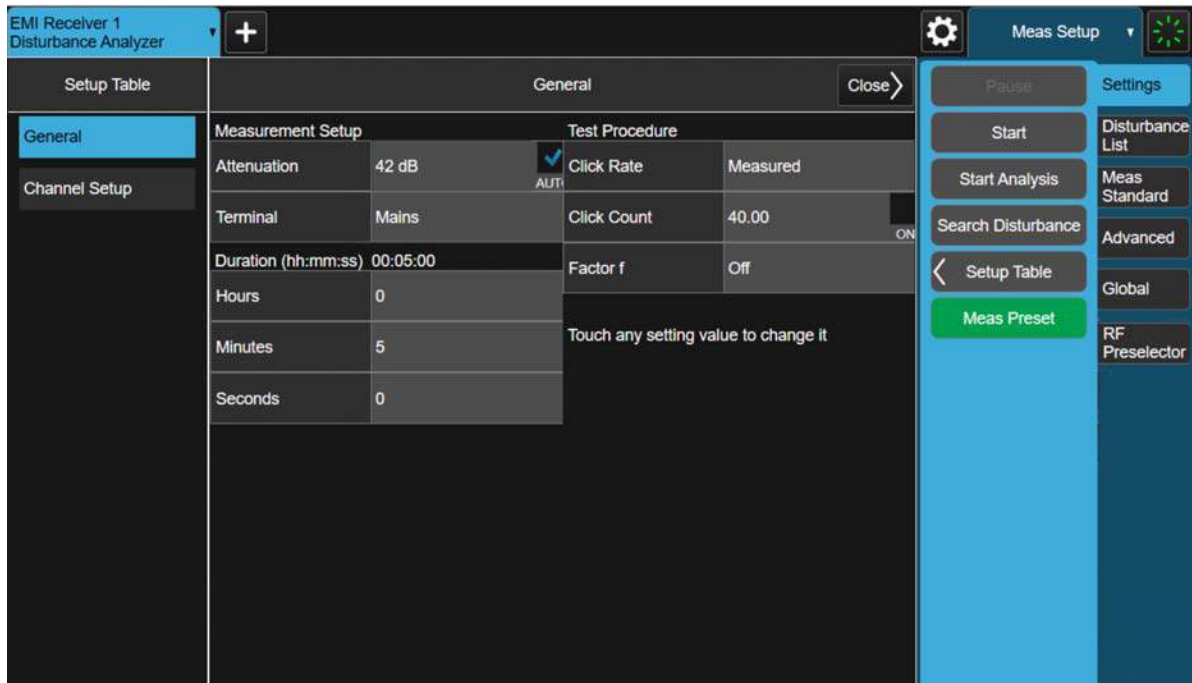 EMI Receiver 1
Disturbance Analyzer
Meas Setup
Setup Table
General
Close
General
Channel Setup
Measurement Setup
Attenuation
42 dB
AUT
Terminal
Mains
Duration (hh:mm:ss) 00:05:00
Hours
0
Minutes
5
Seconds
0
Test Procedure
Click Rate
Measured
Click Count
40.00
ON
Factor f
Off
Touch any setting value to change it
Pause
Start
Start Analysis
Search Disturbance
Setup Table
Meas Preset
Settings
Disturbance
List
Meas
Standard
Advanced
Global
RF
Preselector